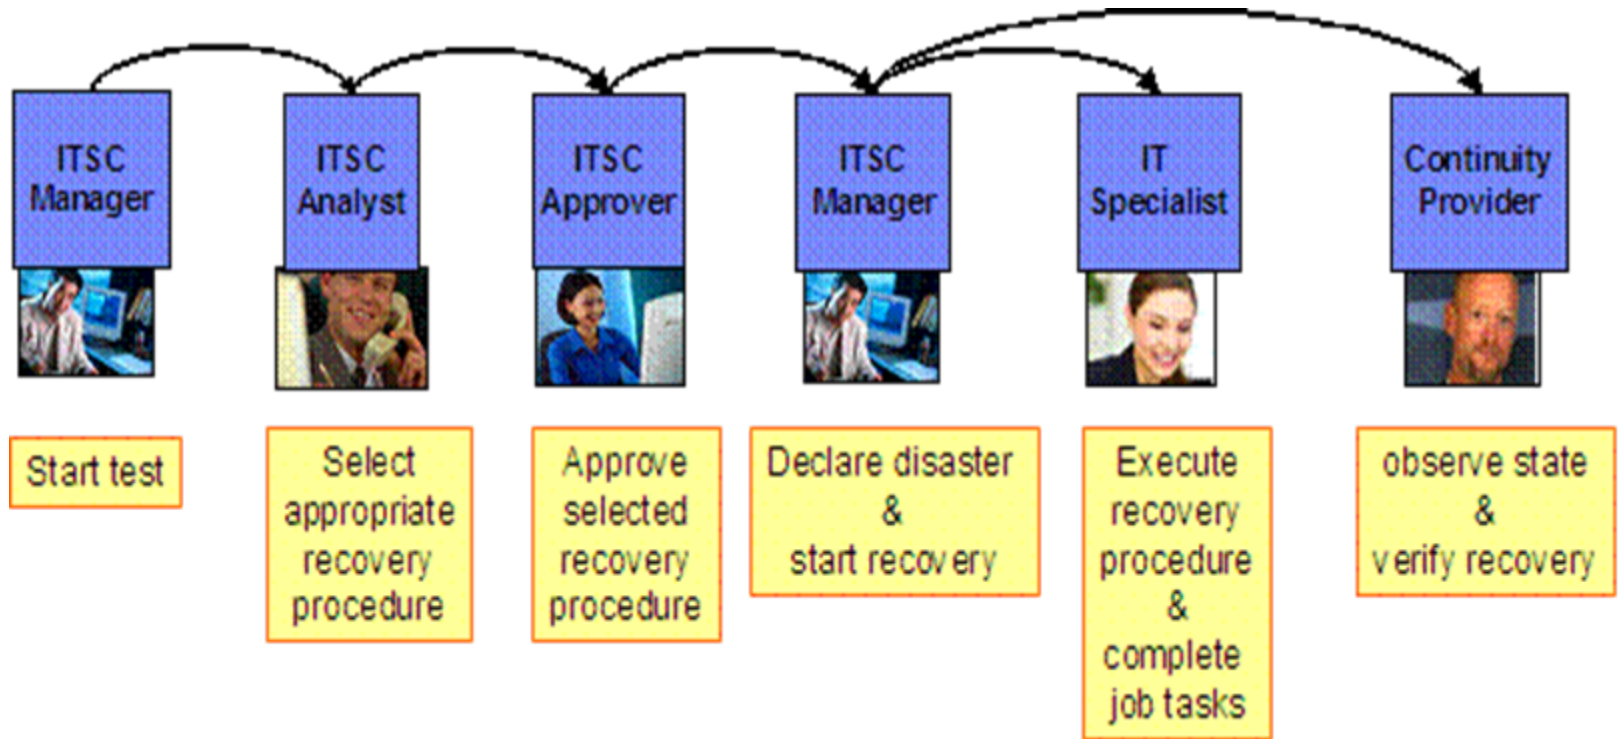 ITSC
Manager
ITSC
Analyst
ITSC
Approver
ITSC
Manager
IT
Specialist
Continuity
Provider
Start test
Select
appropriate
recovery
procedure
Approve
selected
recovery
procedure
Declare disaster
&
start recovery
Execute
recovery
procedure
&
complete
job tasks
observe state
&
verify recovery